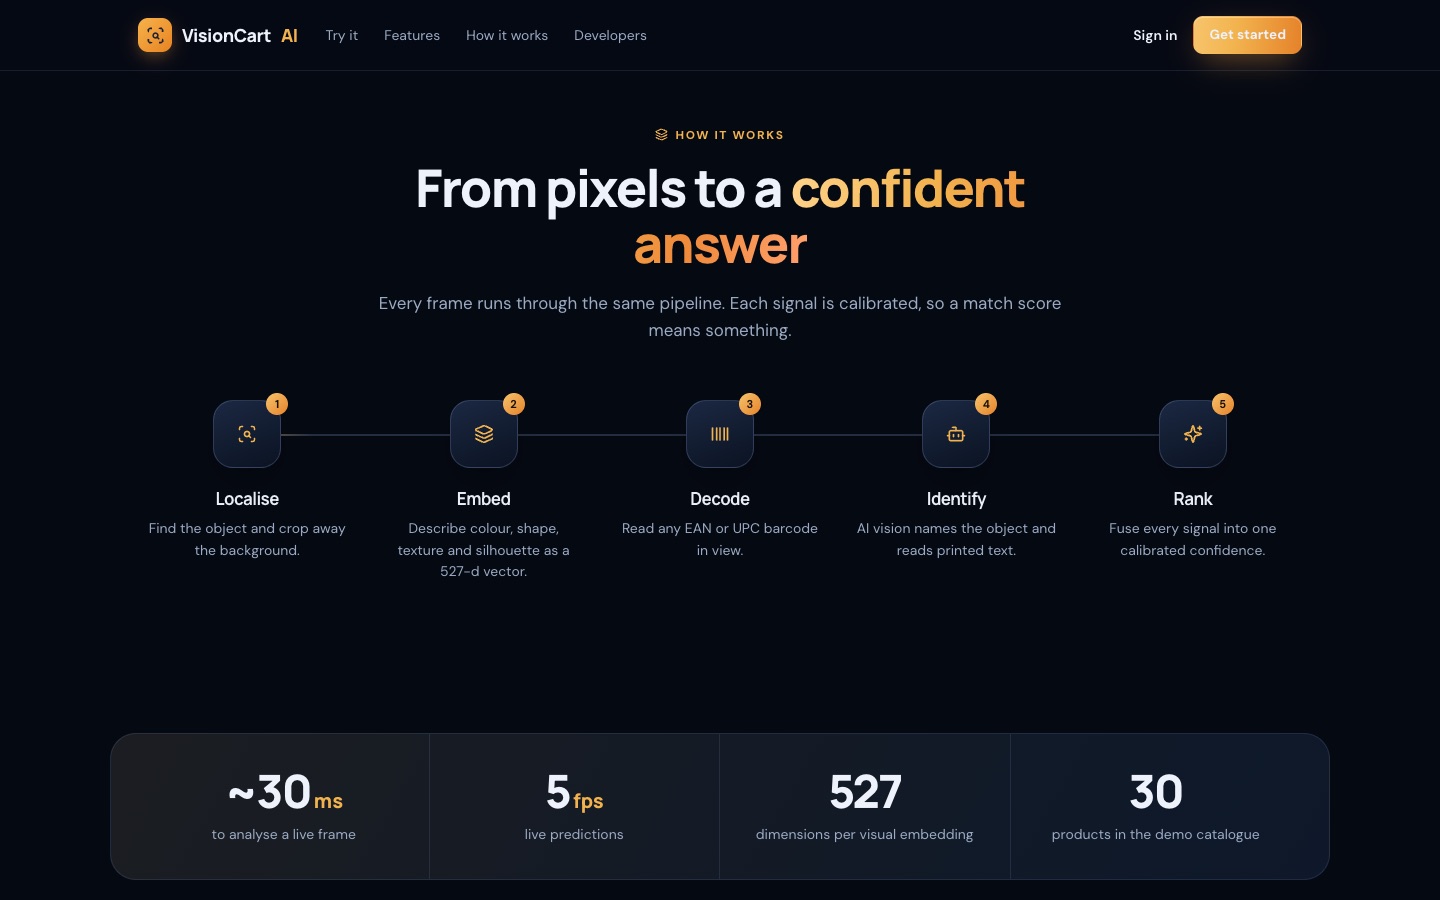 VisionCart AI
Try it
Features
How it works
Developers
Sign in
Get started
HOW IT WORKS
From pixels to a confident
answer
Every frame runs through the same pipeline. Each signal is calibrated, so a match score
means something.
1
2
3
4
5
Localise
Find the object and crop away
the background.
Embed
Describe colour, shape,
texture and silhouette as a
527-d vector.
Decode
Read any EAN or UPC barcode
in view.
Identify
AI vision names the object and
reads printed text.
Rank
Fuse every signal into one
calibrated confidence.
~30 ms
to analyse a live frame
5 fps
live predictions
527
dimensions per visual embedding
30
products in the demo catalogue